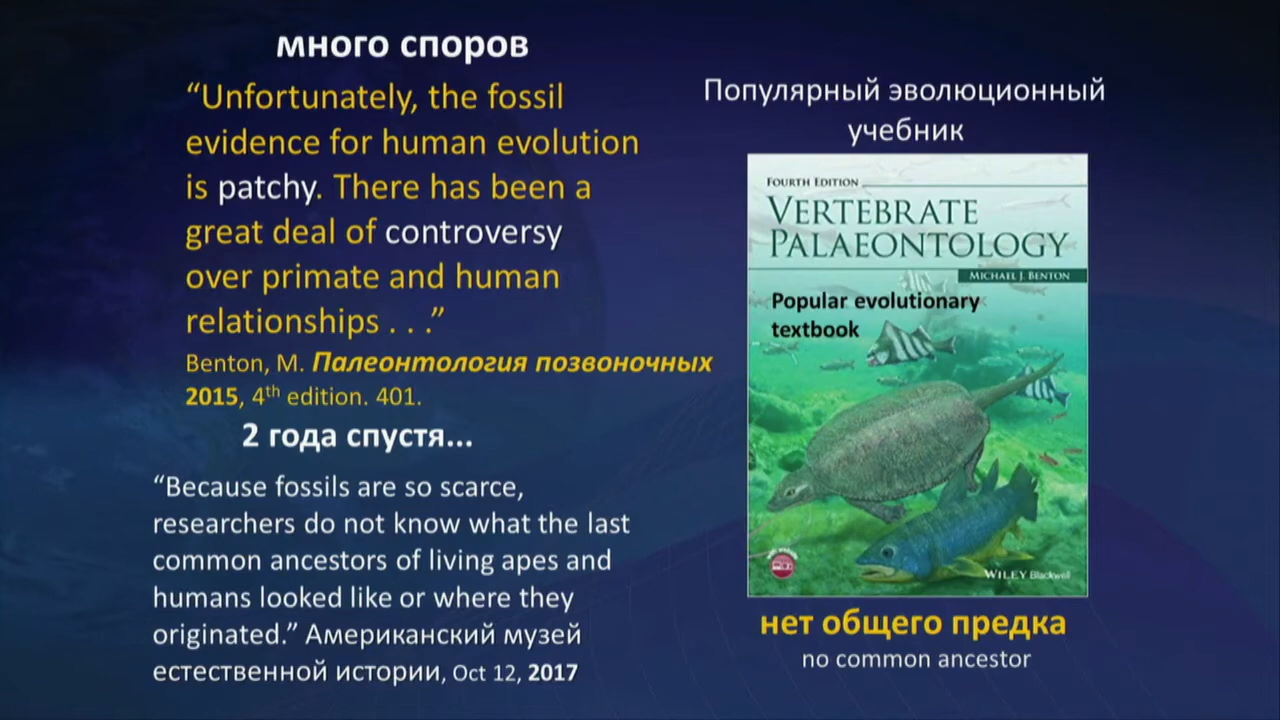 много споров
“Unfortunately, the fossil
evidence for human evolution
is patchy. There has been a
great deal of controversy
over primate and human
relationships . . .”
Benton, M. Палеонтология позвоночных
2015, 4th edition. 401.
2 года спустя...
“Because fossils are so scarce,
researchers do not know what the last
common ancestors of living apes and
humans looked like or where they
originated.” Американский музей
естественной истории, Oct 12, 2017
Популярный эволюционный
учебник
FOURTH EDITION
VERTEBRATE
PALAEONTOLOGY
MICHAEL J. BENTON
Popular evolutionary
textbook
WILEY Blackwell
нет общего предка
no common ancestor